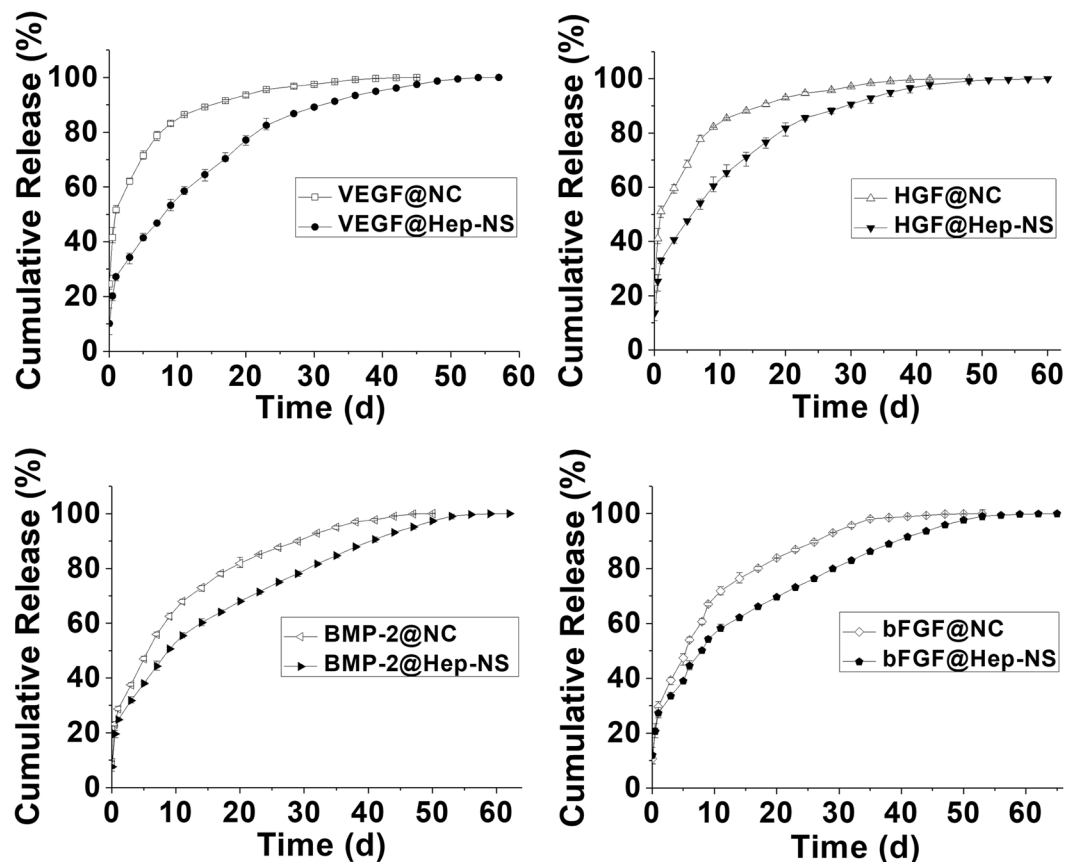 Cumulative Release (%)
100
80
60
40
20
0
VEGF@NC
VEGF@Hep-NS
0 10 20 30 40 50 60
Time (d)
Cumulative Release (%)
100
80
60
40
20
0
HGF@NC
HGF@Hep-NS
0 10 20 30 40 50 60
Time (d)
Cumulative Release (%)
100
80
60
40
20
0
BMP-2@NC
BMP-2@Hep-NS
0 10 20 30 40 50 60
Time (d)
Cumulative Release (%)
100
80
60
40
20
0
bFGF@NC
bFGF@Hep-NS
0 10 20 30 40 50 60
Time (d)